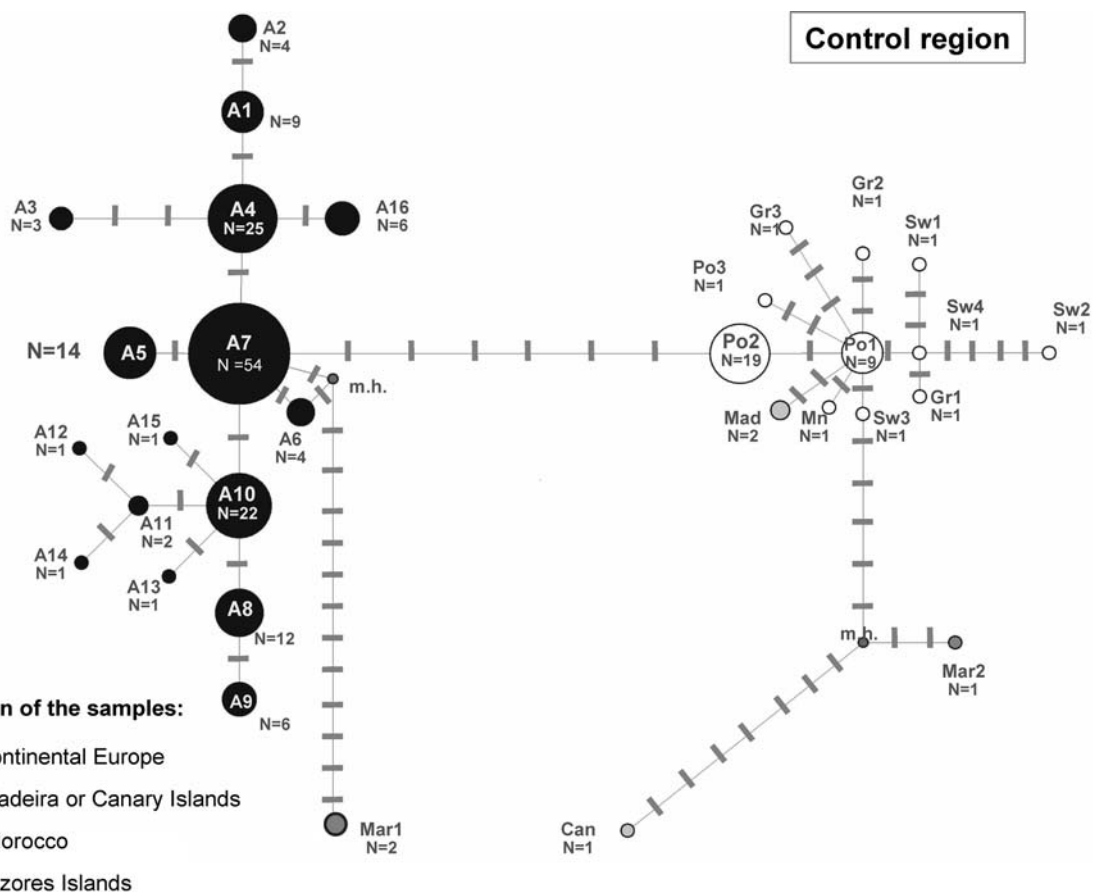 Control region
A2
N=4
A1
N=9
A3
N=3
A4
N=25
A16
N=6
Gr2
N=1
Gr3
N=1
Sw1
N=1
Po3
N=1
Sw4
N=1
Sw2
N=1
N=14
A5
A7
N =54
Po2
N=19
Po1
N=9
m.h.
A6
N=4
Mad
N=2
Mn
N=1
Sw3
N=1
Gr1
N=1
A12
N=1
A15
N=1
A10
N=22
A11
N=2
A14
N=1
A13
N=1
A8
N=12
A9
N=6
m.h.
Mar2
N=1
Mar1
N=2
Can
N=1
n of the samples:
ontinental Europe
adeira or Canary Islands
orocco
zores Islands